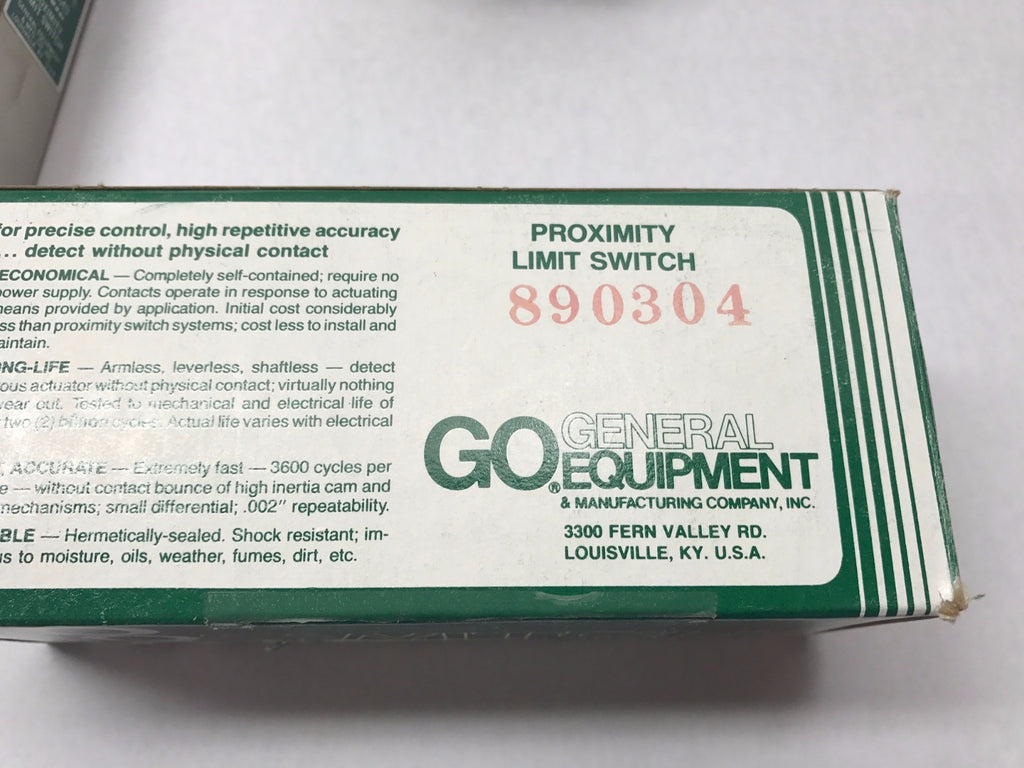 for precise control, high repetitive accuracy
... detect without physical contact
ECONOMICAL — Completely self-contained; require no
power supply. Contacts operate in response to actuating
means provided by application. Initial cost considerably
ss than proximity switch systems; cost less to install and
aintain.
NG-LIFE — Armless, leverless, shaftless — detect
ous actuator without physical contact; virtually nothing
wear out. Tested to mechanical and electrical life of
two (2) billion cycles. Actual life varies with electrical
, ACCURATE — Extremely fast — 3600 cycles per
e — without contact bounce of high inertia cam and
mechanisms; small differential; .002" repeatability.
BLE — Hermetically-sealed. Shock resistant; im-
us to moisture, oils, weather, fumes, dirt, etc.
PROXIMITY
LIMIT SWITCH
890304
GO® GENERAL
EQUIPMENT
& MANUFACTURING COMPANY, INC.
3300 FERN VALLEY RD.
LOUISVILLE, KY. U.S.A.